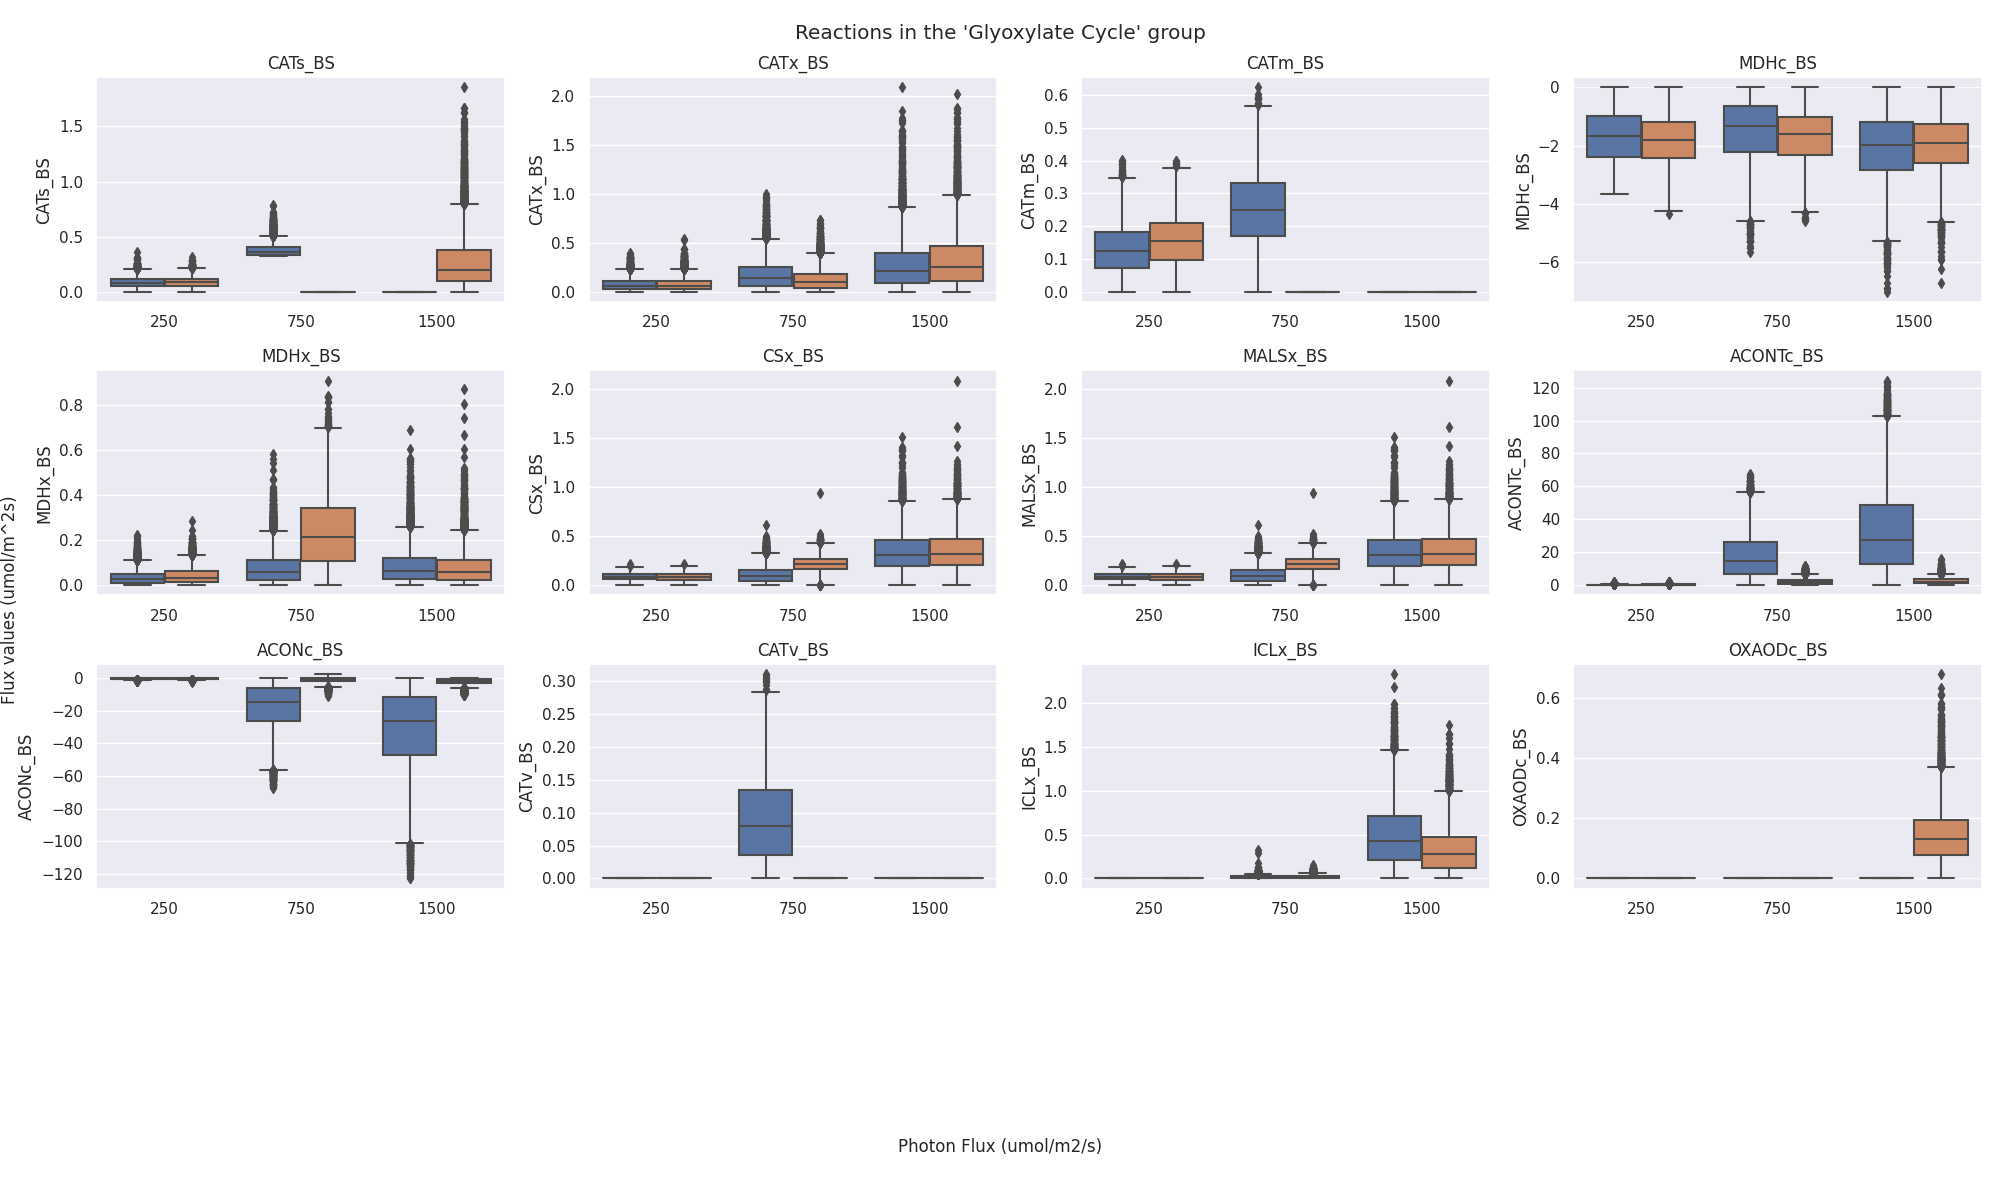 Reactions in the 'Glyoxylate Cycle' group
CATs_BS
CATs_BS
1.5
1.0
0.5
0.0
250 750 1500
CATx_BS
CATx_BS
2.0
1.5
1.0
0.5
0.0
250 750 1500
CATm_BS
CATm_BS
0.6
0.5
0.4
0.3
0.2
0.1
0.0
250 750 1500
MDHc_BS
MDHc_BS
0
−2
−4
−6
250 750 1500
MDHx_BS
MDHx_BS
0.8
0.6
0.4
0.2
0.0
250 750 1500
CSx_BS
CSx_BS
2.0
1.5
1.0
0.5
0.0
250 750 1500
MALSx_BS
MALSx_BS
2.0
1.5
1.0
0.5
0.0
250 750 1500
ACONTc_BS
ACONTc_BS
120
100
80
60
40
20
0
250 750 1500
Flux values (umol/m^2s)
ACONc_BS
ACONc_BS
0
−20
−40
−60
−80
−100
−120
250 750 1500
CATv_BS
CATv_BS
0.30
0.25
0.20
0.15
0.10
0.05
0.00
250 750 1500
ICLx_BS
ICLx_BS
2.0
1.5
1.0
0.5
0.0
250 750 1500
OXAODc_BS
OXAODc_BS
0.6
0.4
0.2
0.0
250 750 1500
Photon Flux (umol/m2/s)